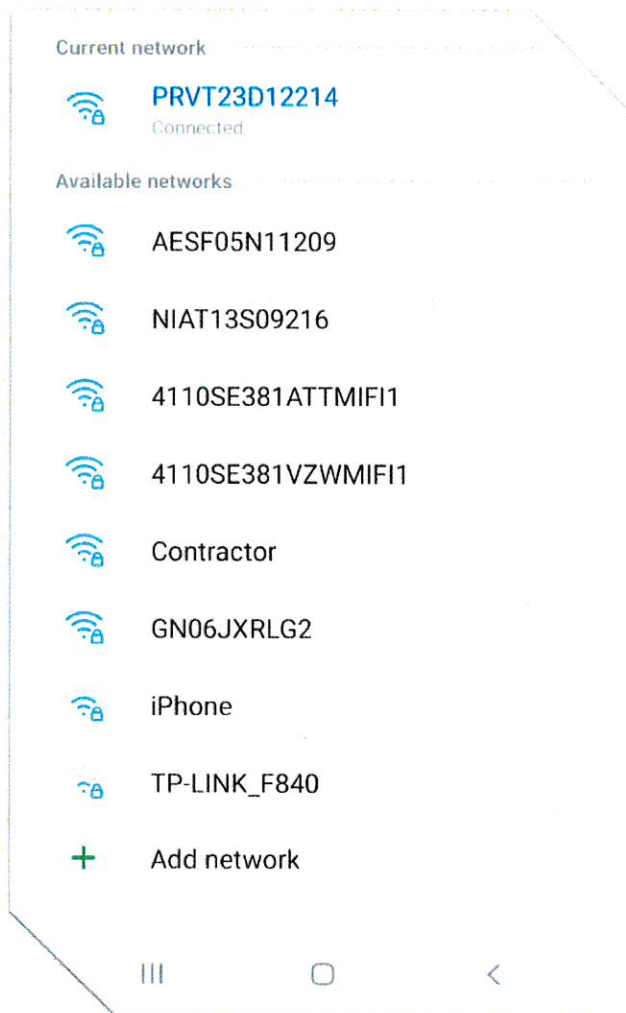 Current network
PRVT23D12214
Connected
Available networks
AESF05N11209
NIAT13S09216
4110SE381ATTMIFI1
4110SE381VZWMIFI1
Contractor
GN06JXRLG2
iPhone
TP-LINK_F840
Add network